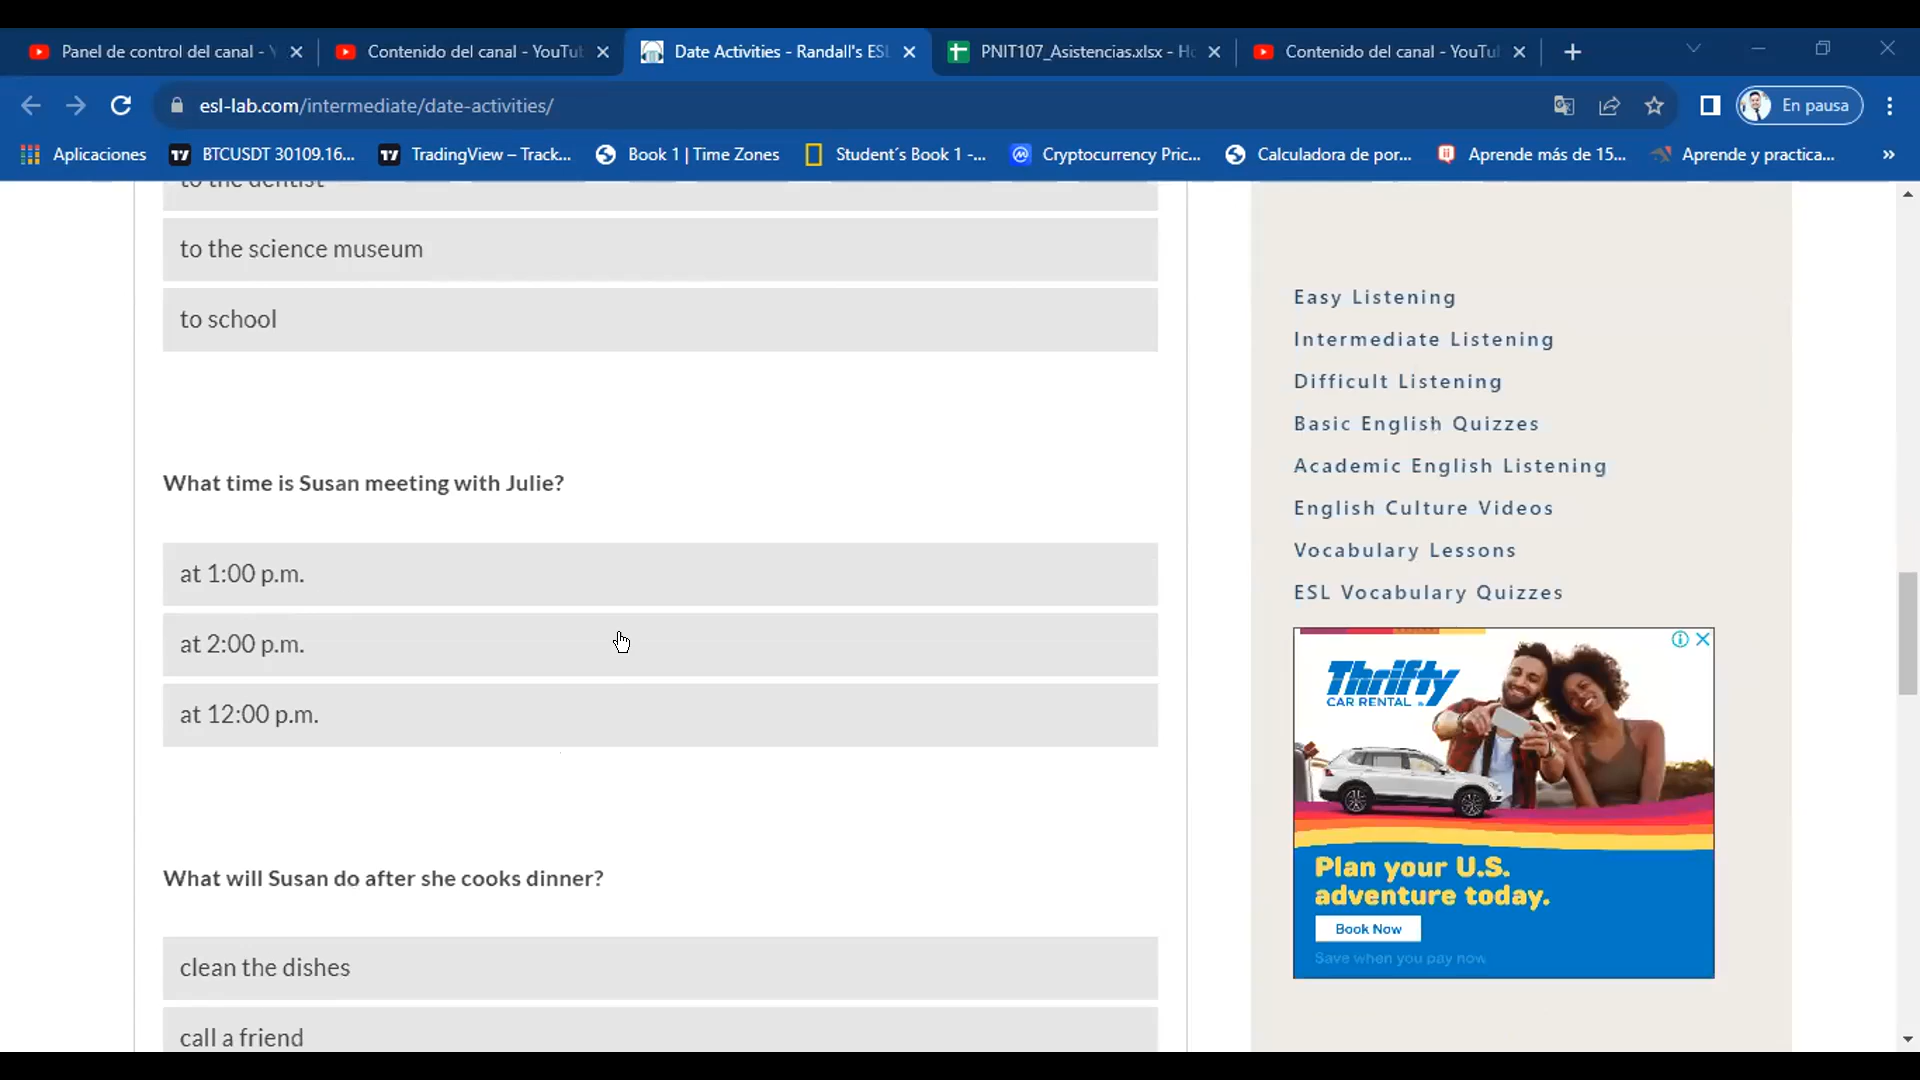 Panel de control del canal - Y
Contenido del canal - YouTub
Date Activities - Randall's ESL
PNIT107_Asistencias.xlsx - Ho
Contenido del canal - YouTu
esl-lab.com/intermediate/date-activities/
En pausa
Aplicaciones
BTCUSDT 30109.16...
TradingView – Track...
Book 1 | Time Zones
Student´s Book 1 -...
Cryptocurrency Pric...
Calculadora de por...
Aprende más de 15...
Aprende y practica...
»
to the dentist
to the science museum
to school
What time is Susan meeting with Julie?
at 1:00 p.m.
at 2:00 p.m.
at 12:00 p.m.
What will Susan do after she cooks dinner?
clean the dishes
call a friend
Easy Listening
Intermediate Listening
Difficult Listening
Basic English Quizzes
Academic English Listening
English Culture Videos
Vocabulary Lessons
ESL Vocabulary Quizzes
Thrifty
CAR RENTAL
Plan your U.S.
adventure today.
Book Now
Save when you pay now